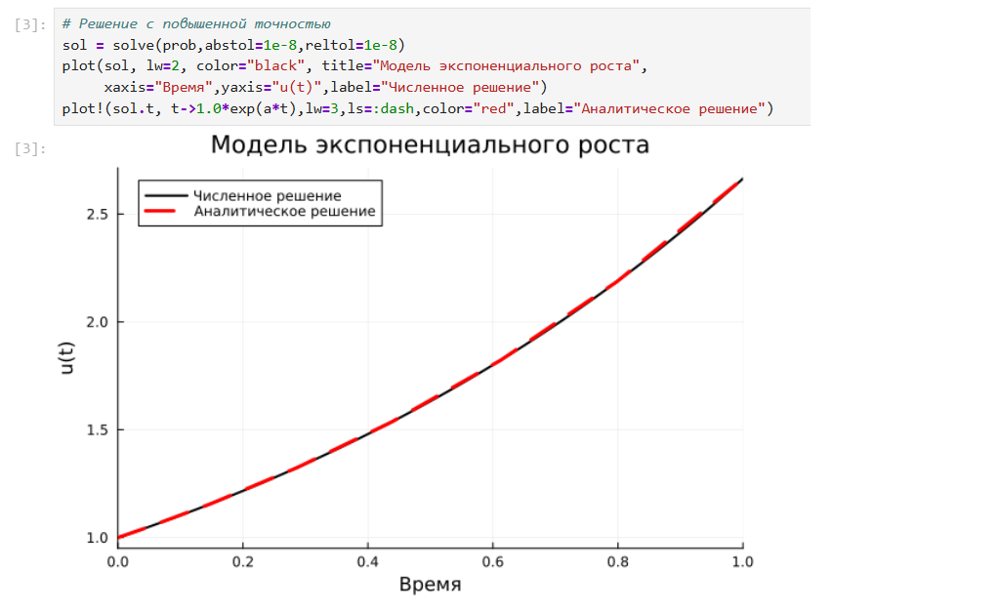 [3]: # Решение с повышенной точностью
sol = solve(prob,abstol=1e-8,reltol=1e-8)
plot(sol, lw=2, color="black", title="Модель экспоненциального роста",
xaxis="Время",yaxis="u(t)",label="Численное решение")
plot!(sol.t, t->1.0*exp(a*t),lw=3,ls=:dash,color="red",label="Аналитическое решение")
[3]:
Модель экспоненциального роста
Численное решение
Аналитическое решение
2.5
2.0
1.5
1.0
u(t)
0.0 0.2 0.4 0.6 0.8 1.0
Время